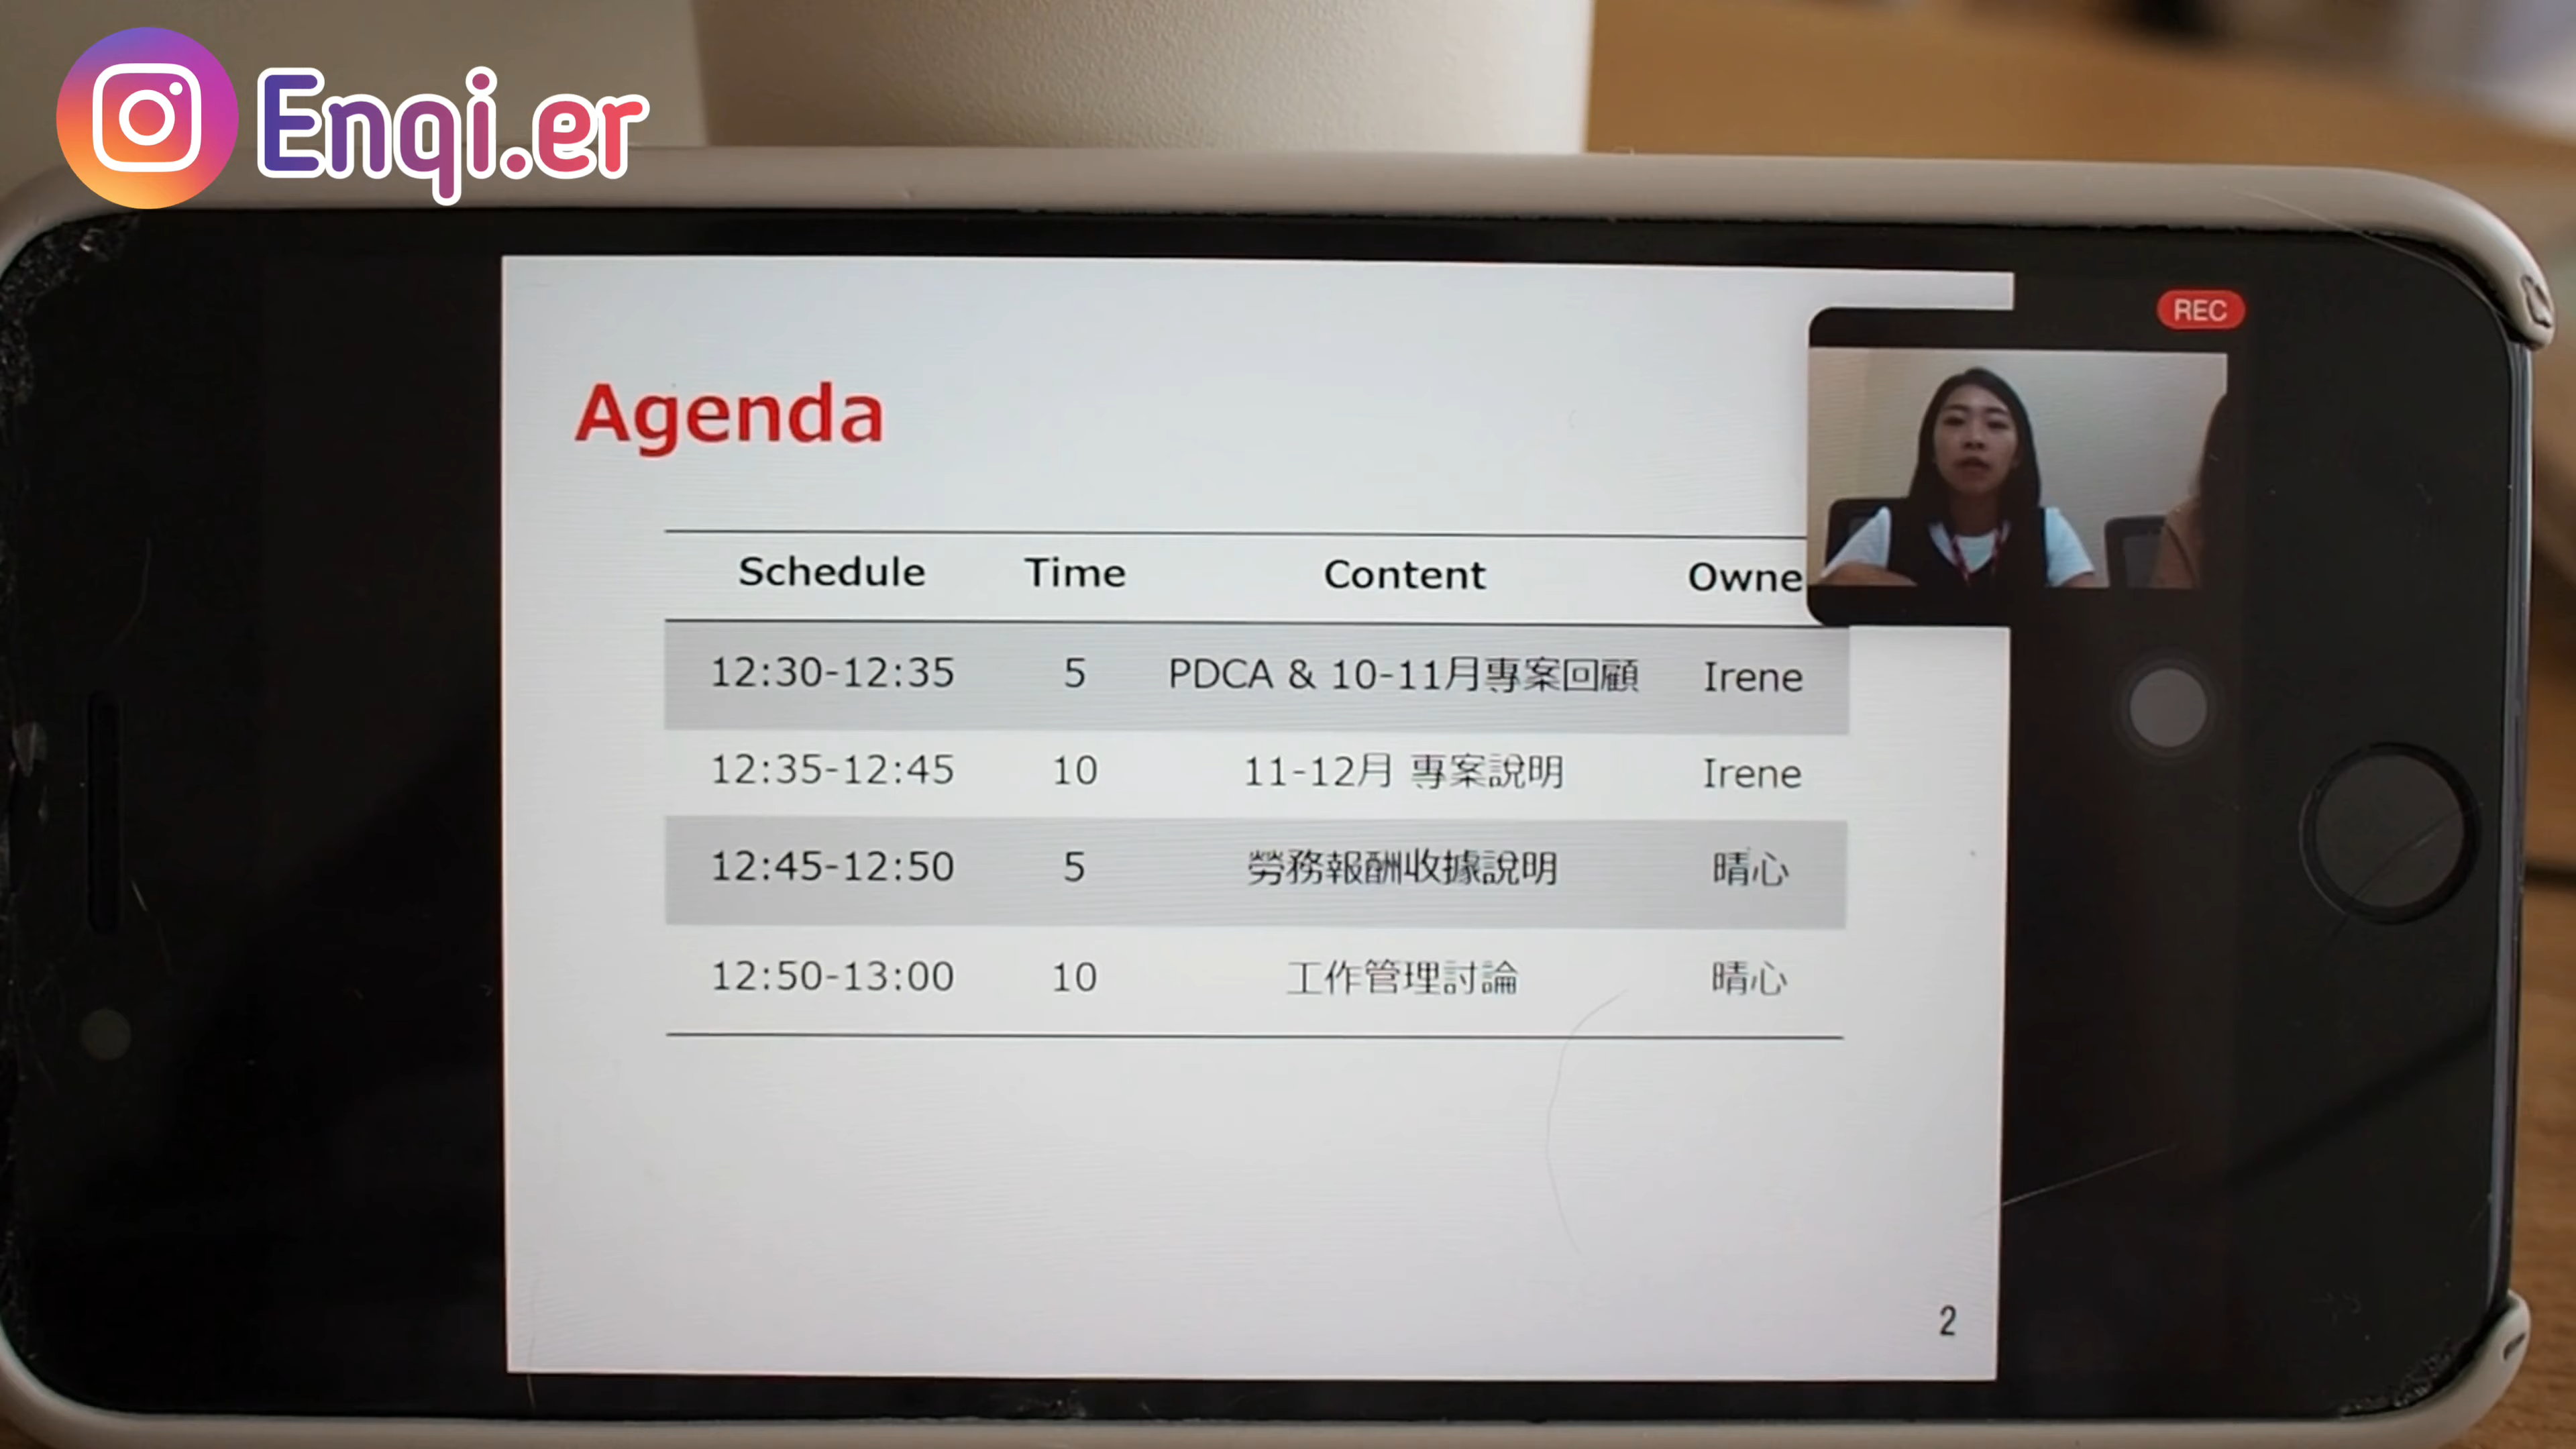 Enqi.er
REC
Agenda
Schedule Time Content Owne
12:30-12:35 5 PDCA & 10-11月專案回顧 Irene
12:35-12:45 10 11-12月 專案說明 Irene
12:45-12:50 5 勞務報酬收據說明 晴心
12:50-13:00 10 工作管理討論 晴心
2